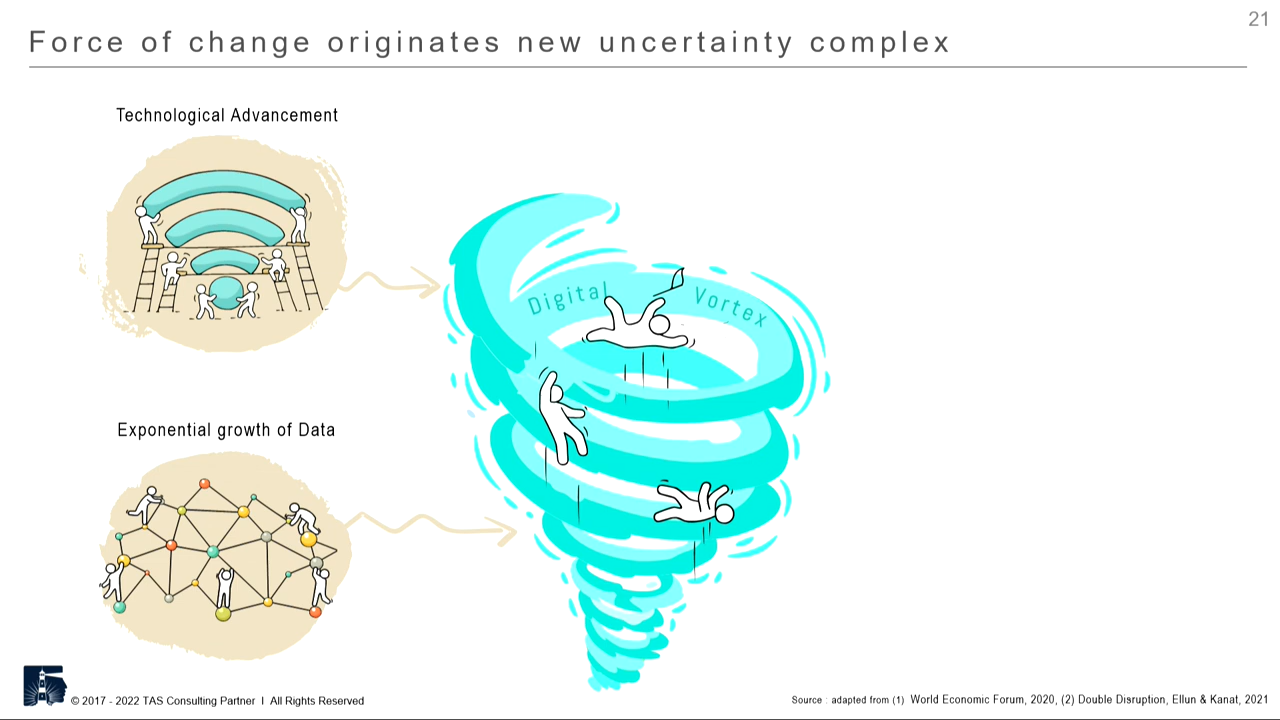 21
Force of change originates new uncertainty complex
Technological Advancement
Digital Vortex
Exponential growth of Data
© 2017 - 2022 TAS Consulting Partner I All Rights Reserved
Source : adapted from (1) World Economic Forum, 2020, (2) Double Disruption, Ellun & Kanat, 2021